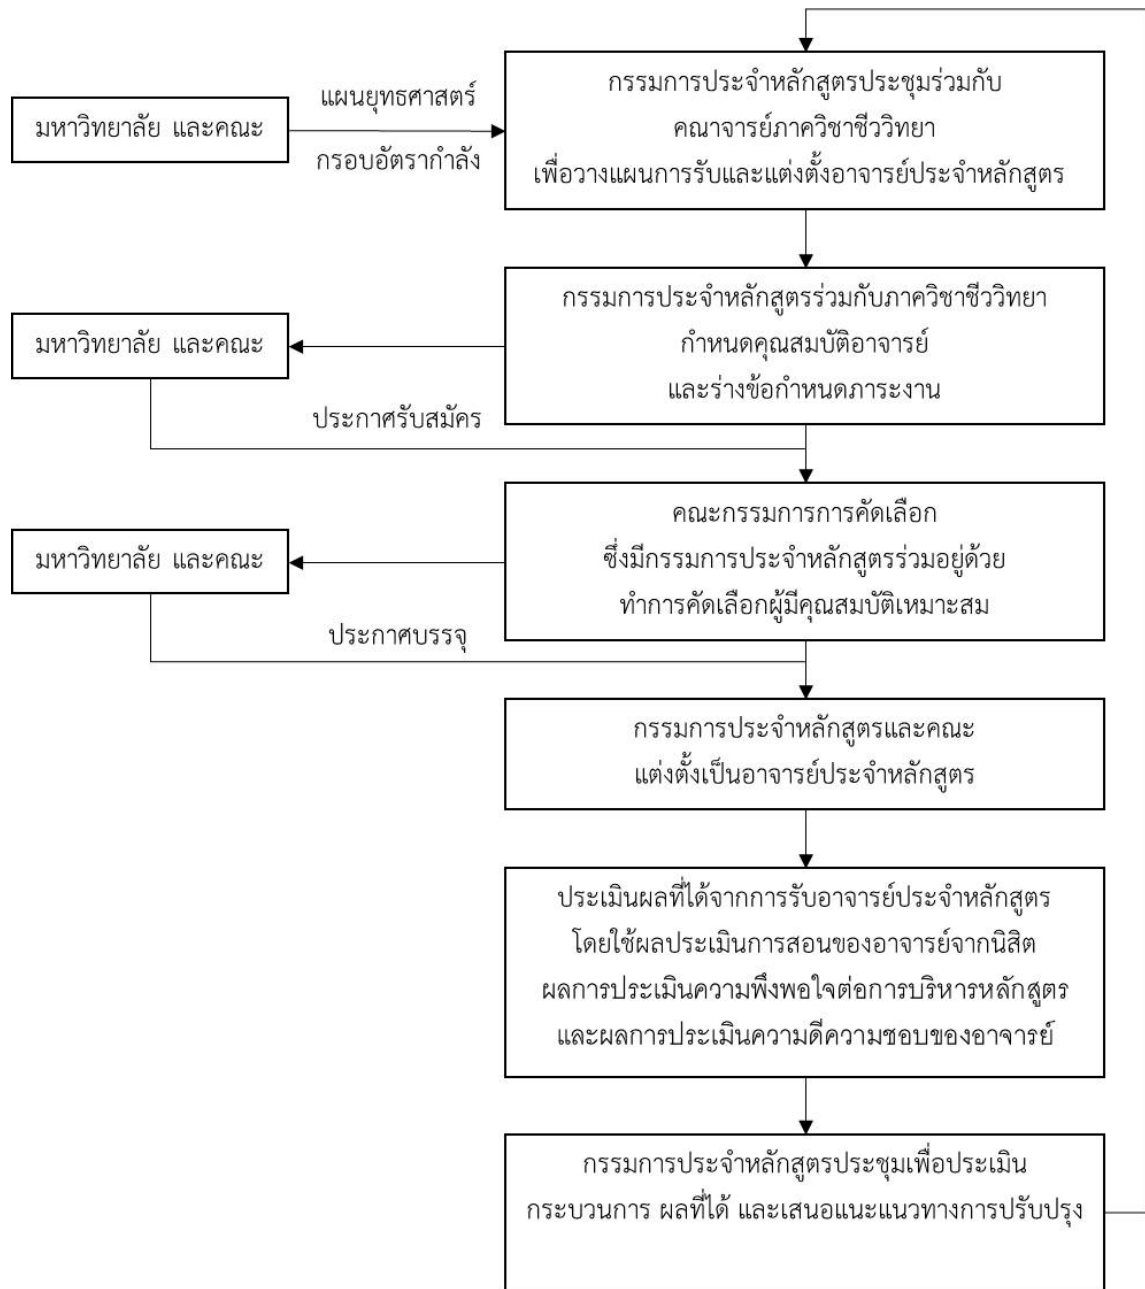 แผนยุทธศาสตร์
มหาวิทยาลัย และคณะ
กรอบอัตรากำลัง
กรรมการประจำหลักสูตรประชุมร่วมกับ
คณาจารย์ภาควิชาชีววิทยา
เพื่อวางแผนการรับและแต่งตั้งอาจารย์ประจำหลักสูตร
กรรมการประจำหลักสูตรร่วมกับภาควิชาชีววิทยา
กำหนดคุณสมบัติอาจารย์
และร่างข้อกำหนดภาระงาน
มหาวิทยาลัย และคณะ
ประกาศรับสมัคร
คณะกรรมการการคัดเลือก
ซึ่งมีกรรมการประจำหลักสูตรร่วมอยู่ด้วย
ทำการคัดเลือกผู้มีคุณสมบัติเหมาะสม
มหาวิทยาลัย และคณะ
ประกาศบรรจุ
กรรมการประจำหลักสูตรและคณะ
แต่งตั้งเป็นอาจารย์ประจำหลักสูตร
ประเมินผลที่ได้จากการรับอาจารย์ประจำหลักสูตร
โดยใช้ผลประเมินการสอนของอาจารย์จากนิสิต
ผลการประเมินความพึงพอใจต่อการบริหารหลักสูตร
และผลการประเมินความดีความชอบของอาจารย์
กรรมการประจำหลักสูตรประชุมเพื่อประเมิน
กระบวนการ ผลที่ได้ และเสนอแนะแนวทางการปรับปรุง